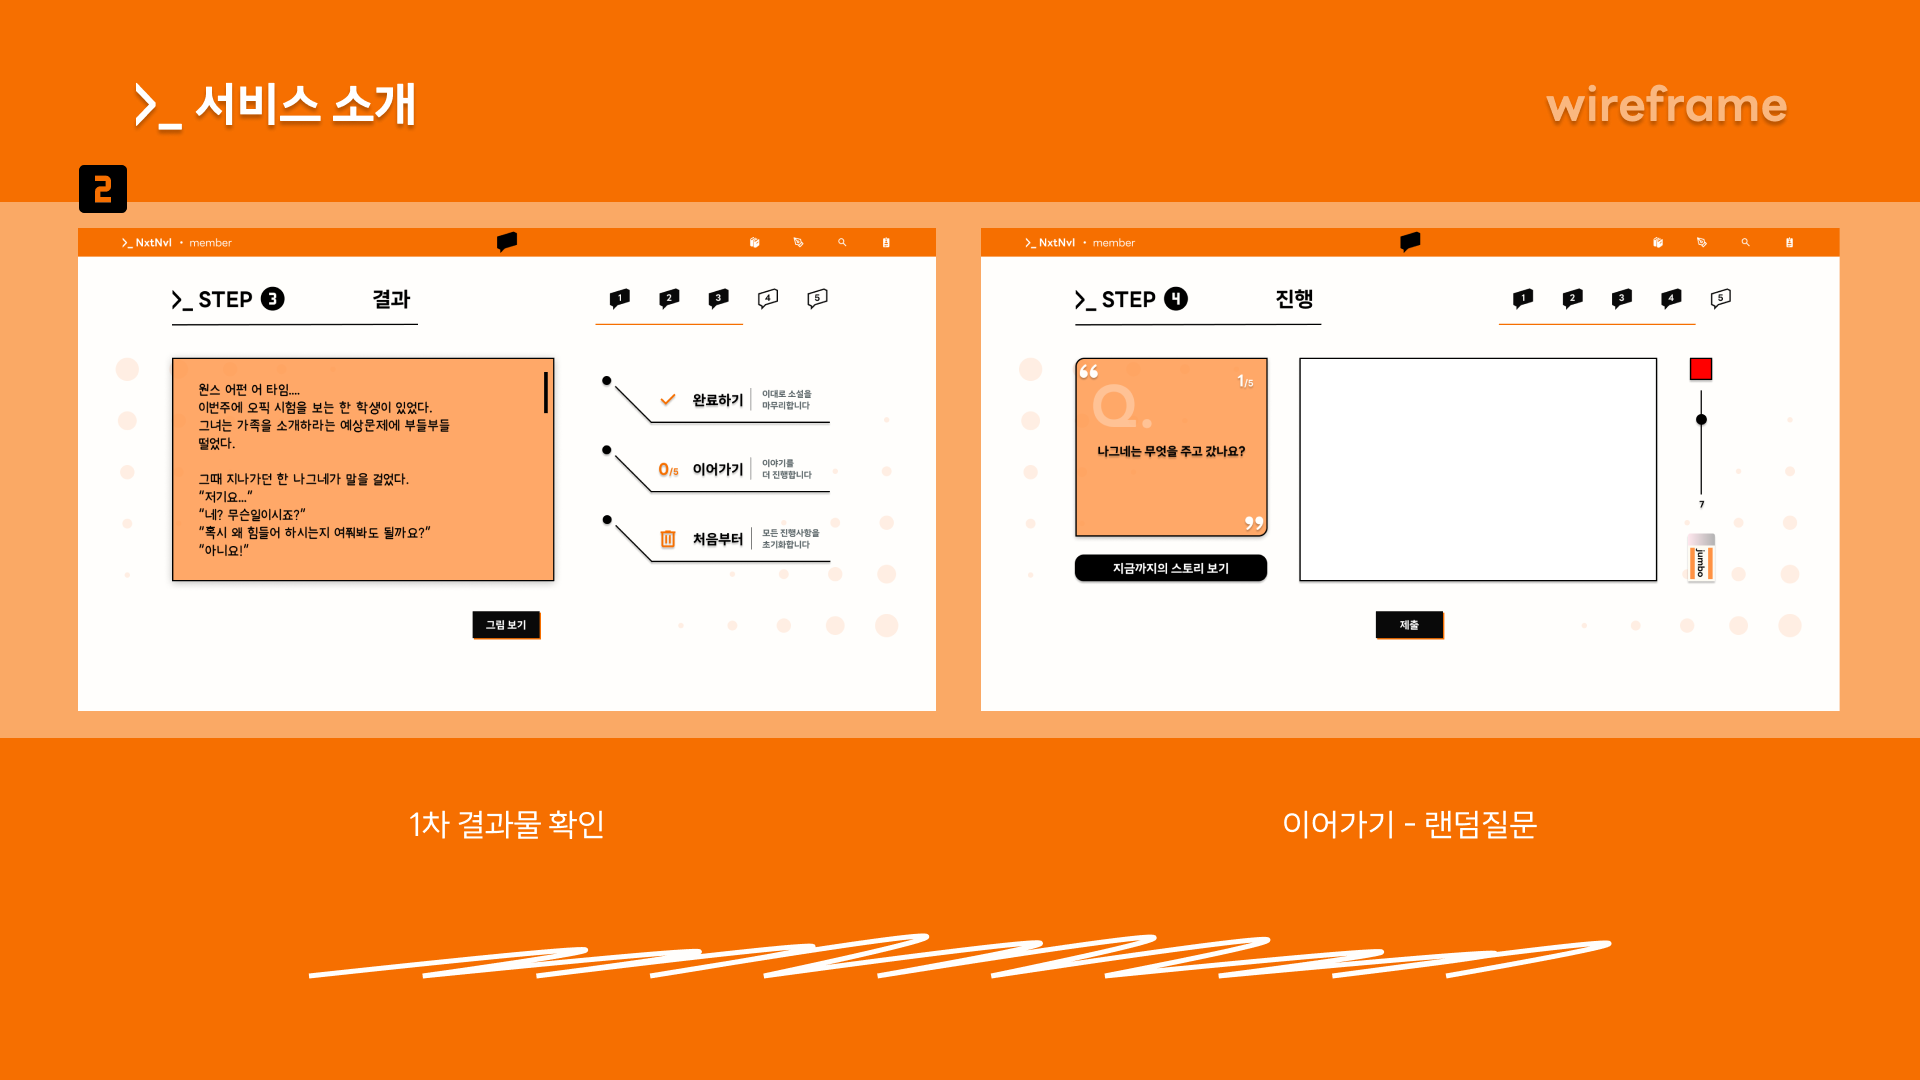 >_ 서비스 소개
wireframe
2
>_ NxtNvl • member
>_ STEP 3 결과
1 2 3 4 5
원스 어펀 어 타임....
이번주에 오픽 시험을 보는 한 학생이 있었다.
그녀는 가족을 소개하라는 예상문제에 부들부들
떨었다.
그때 지나가던 한 나그네가 말을 걸었다.
"저기요..."
"네? 무슨일이시죠?"
"혹시 왜 힘들어 하시는지 여쭤봐도 될까요?"
"아니요!"
완료하기
이대로 소설을
마무리합니다
0/5 이어가기
이야기를
더 진행합니다
처음부터
모든 진행사항을
초기화합니다
그림 보기
>_ NxtNvl • member
>_ STEP 4 진행
1 2 3 4 5
“
1/5
Q.
나그네는 무엇을 주고 갔나요?
”
지금까지의 스토리 보기
7
jumbo
제출
1차 결과물 확인
이어가기 - 랜덤질문